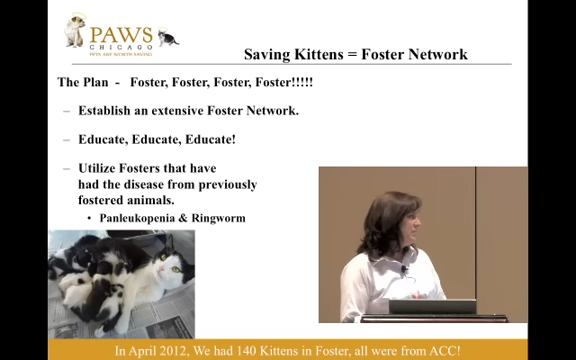 PAWS
CHICAGO
PETS ARE WORTH SAVING
Saving Kittens = Foster Network
The Plan - Foster, Foster, Foster, Foster!!!!!
– Establish an extensive Foster Network.
– Educate, Educate, Educate!
– Utilize Fosters that have
had the disease from previously
fostered animals.
• Panleukopenia & Ringworm
In April 2012, We had 140 Kittens in Foster, all were from ACC!